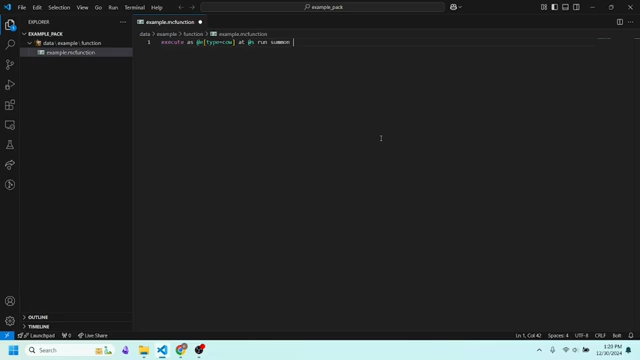 File Edit Selection View Go Run Terminal Help
example_pack
EXPLORER
example.mcfunction
EXAMPLE_PACK
data > example > function > example.mcfunction
data \ example \ function
example.mcfunction
1 execute as @e[type=cow] at @s run summon
OUTLINE
TIMELINE
Launchpad 0 Live Share
Ln 1, Col 42 Spaces: 4 UTF-8 CRLF bolt
Search
1:20 PM
12/30/2024